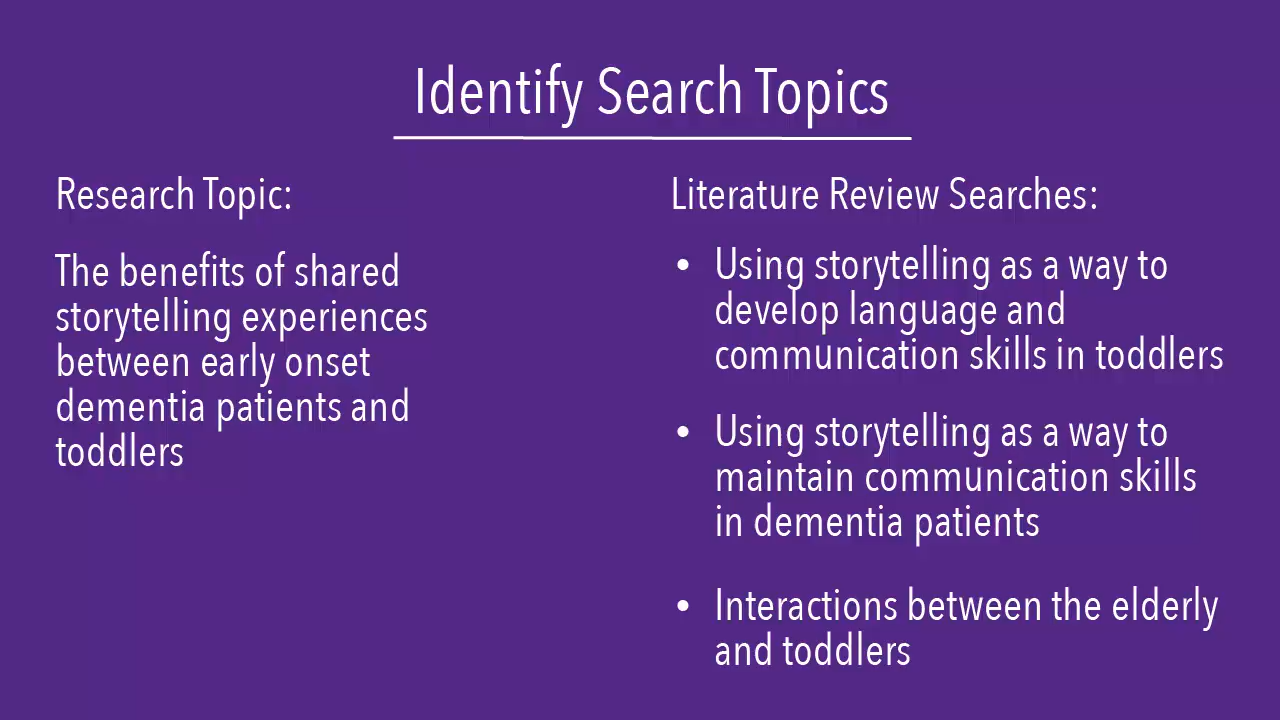 Identify Search Topics
Research Topic:
The benefits of shared
storytelling experiences
between early onset
dementia patients and
toddlers
Literature Review Searches:
• Using storytelling as a way to
develop language and
communication skills in toddlers
• Using storytelling as a way to
maintain communication skills
in dementia patients
• Interactions between the elderly
and toddlers